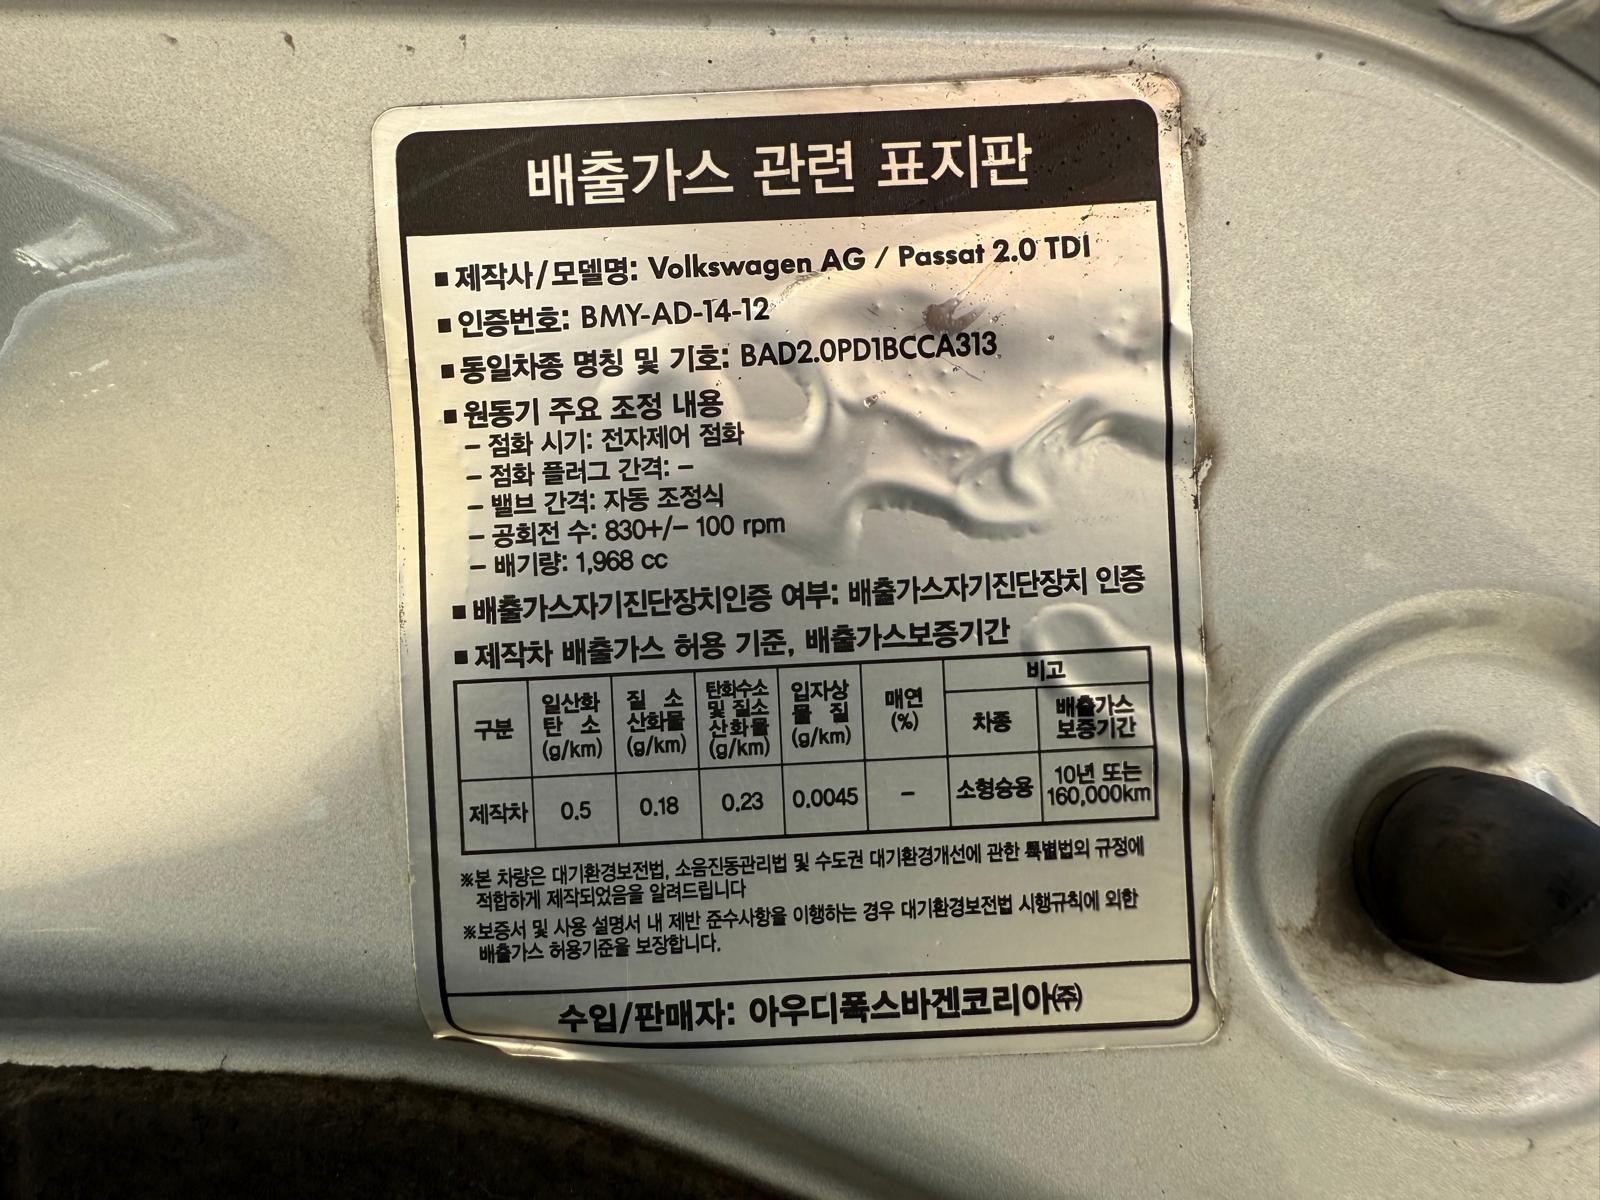 배출가스 관련 표지판
■ 제작사/모델명: Volkswagen AG / Passat 2.0 TDI
■ 인증번호: BMY-AD-14-12
■ 동일차종 명칭 및 기호: BAD2.0PD1BCCA313
■ 원동기 주요 조정 내용
– 점화 시기: 전자제어 점화
– 점화 플러그 간격: –
– 밸브 간격: 자동 조정식
– 공회전 수: 830+/– 100 rpm
– 배기량: 1,968 cc
■ 배출가스자기진단장치인증 여부: 배출가스자기진단장치 인증
■ 제작차 배출가스 허용 기준, 배출가스보증기간
구분 일산화 탄 소 (g/km) 질 소 산화물 (g/km) 탄화수소 및 질소 산화물 (g/km) 입자상 물 질 (g/km) 매연 (%) 비고
차종 배출가스 보증기간
제작차 0.5 0.18 0.23 0.0045 – 소형승용 10년 또는 160,000km
※본 차량은 대기환경보전법, 소음진동관리법 및 수도권 대기환경개선에 관한 특별법의 규정에
적합하게 제작되었음을 알려드립니다
※보증서 및 사용 설명서 내 제반 준수사항을 이행하는 경우 대기환경보전법 시행규칙에 의한
배출가스 허용기준을 보장합니다.
수입/판매자: 아우디폭스바겐코리아㈜